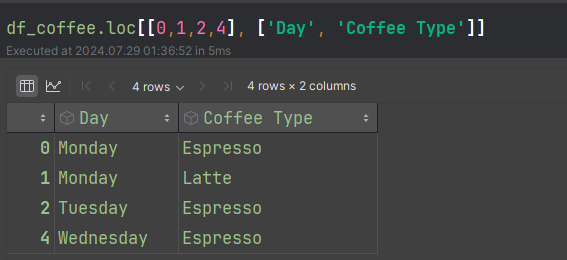 df_coffee.loc[[0,1,2,4], ['Day', 'Coffee Type']]
Executed at 2024.07.29 01:36:52 in 5ms
4 rows 4 rows × 2 columns
Day Coffee Type
0 Monday Espresso
1 Monday Latte
2 Tuesday Espresso
4 Wednesday Espresso